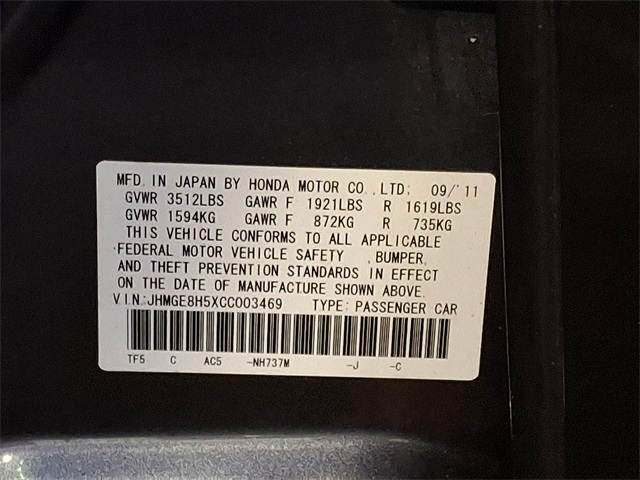 MFD. IN JAPAN BY HONDA MOTOR CO.,LTD: 09/'11
GVWR 3512LBS GAWR F 1921LBS R 1619LBS
GVWR 1594KG GAWR F 872KG R 735KG
THIS VEHICLE CONFORMS TO ALL APPLICABLE
FEDERAL MOTOR VEHICLE SAFETY ,BUMPER,
AND THEFT PREVENTION STANDARDS IN EFFECT
ON THE DATE OF MANUFACTURE SHOWN ABOVE.
V.I.N.:JHMGE8H5XCC003469 TYPE: PASSENGER CAR
TF5 C AC5 -NH737M -J -C